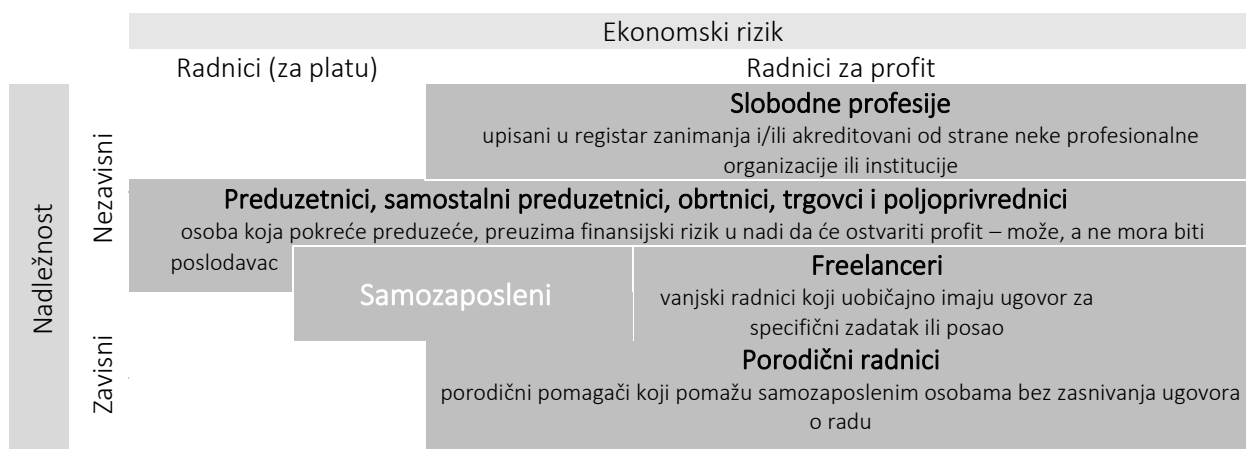 Ekonomski rizik
Radnici (za platu)
Radnici za profit
Nadležnost
Nezavisni
Zavisni
Slobodne profesije
upisani u registar zanimanja i/ili akreditovani od strane neke profesionalne
organizacije ili institucije
Preduzetnici, samostalni preduzetnici, obrtnici, trgovci i poljoprivrednici
osoba koja pokreće preduzeće, preuzima finansijski rizik u nadi da će ostvariti profit – može, a ne mora biti
poslodavac
Samozaposleni
Freelanceri
vanjski radnici koji uobičajno imaju ugovor za
specifični zadatak ili posao
Porodični radnici
porodični pomagači koji pomažu samozaposlenim osobama bez zasnivanja ugovora
o radu